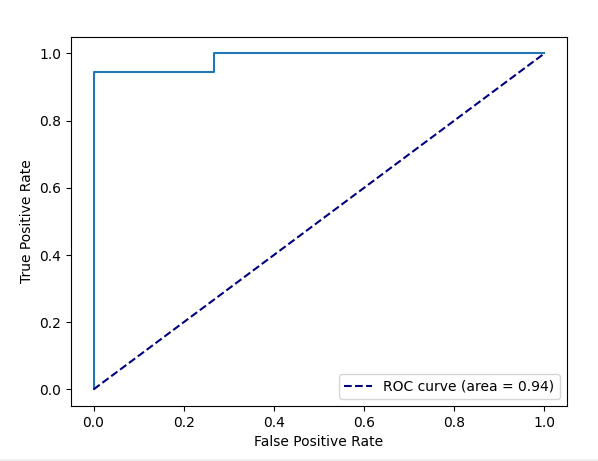 1.0
0.8
0.6
0.4
0.2
0.0
True Positive Rate
ROC curve (area = 0.94)
0.0 0.2 0.4 0.6 0.8 1.0
False Positive Rate